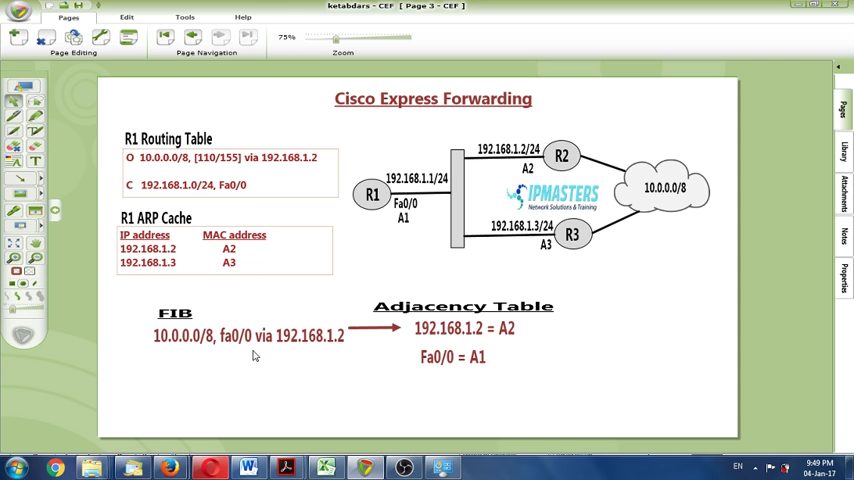 ketabdars - CEF [ Page 3 - CEF ]
Pages
Edit
Tools
Help
Page Editing
Page Navigation
75%
Zoom
Cisco Express Forwarding
R1 Routing Table
O 10.0.0.0/8, [110/155] via 192.168.1.2
C 192.168.1.0/24, Fa0/0
R1 ARP Cache
IP address MAC address
192.168.1.2 A2
192.168.1.3 A3
192.168.1.2/24
R2
A2
192.168.1.1/24
R1
Fa0/0
A1
IPMASTERS
Network Solutions & Training
10.0.0.0/8
192.168.1.3/24
R3
A3
FIB
10.0.0.0/8, fa0/0 via 192.168.1.2
Adjacency Table
192.168.1.2 = A2
Fa0/0 = A1
Pages
Library
Attachments
Notes
Properties
T
EN
9:49 PM
04-Jan-17